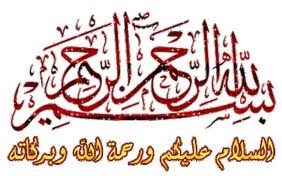 بسم الله الرحمن الرحيم
السلام عليكم ورحمة الله وبركاته